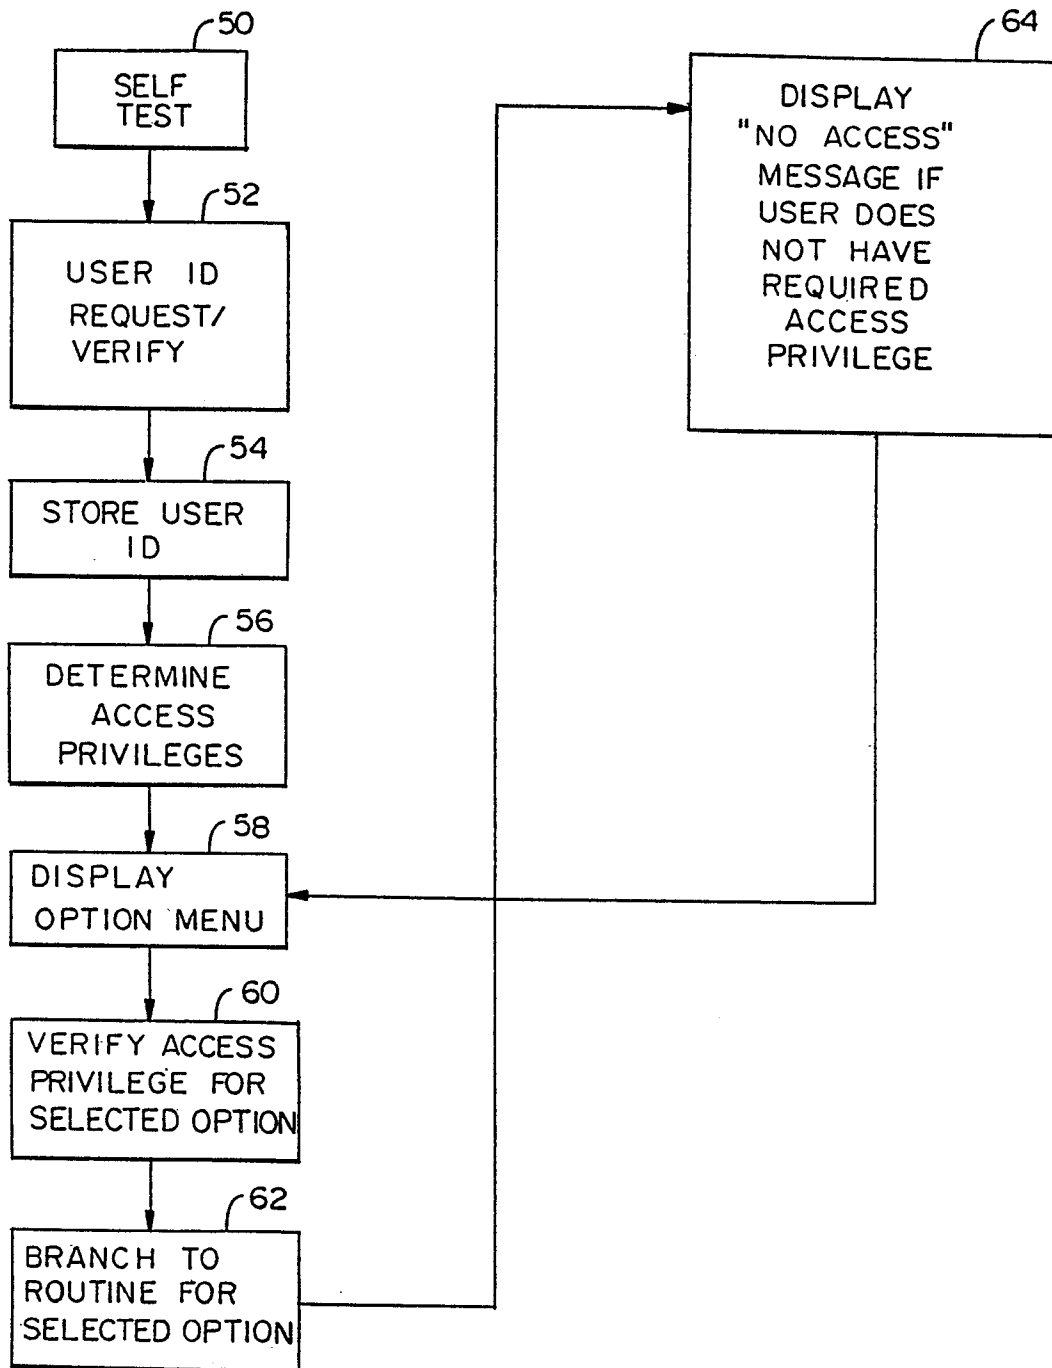 50
SELF
TEST
52
USER ID
REQUEST/
VERIFY
54
STORE USER
ID
56
DETERMINE
ACCESS
PRIVILEGES
58
DISPLAY
OPTION MENU
60
VERIFY ACCESS
PRIVILEGE FOR
SELECTED OPTION
62
BRANCH TO
ROUTINE FOR
SELECTED OPTION
64
DISPLAY
"NO ACCESS"
MESSAGE IF
USER DOES
NOT HAVE
REQUIRED
ACCESS
PRIVILEGE